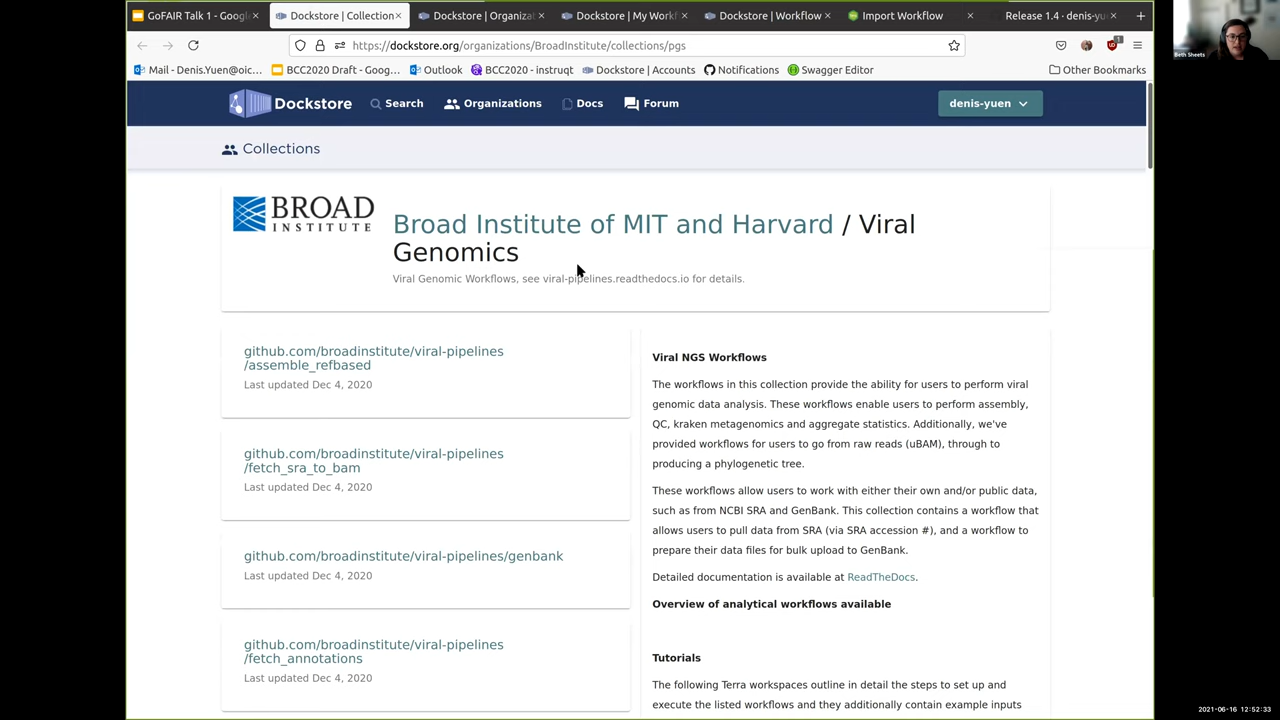 GoFAIR Talk 1 - Googl
Dockstore | Collection
Dockstore | Organizat
Dockstore | My Workf
Dockstore | Workflow
Import Workflow
Release 1.4 · denis-yu
https://dockstore.org/organizations/BroadInstitute/collections/pgs
1
Mail - Denis.Yuen@oic…
BCC2020 Draft - Goog…
Outlook
BCC2020 - instruqt
Dockstore | Accounts
Notifications
Swagger Editor
Other Bookmarks
Dockstore
Search
Organizations
Docs
Forum
denis-yuen
Collections
BROAD
INSTITUTE
Broad Institute of MIT and Harvard / Viral
Genomics
Viral Genomic Workflows, see viral-pipelines.readthedocs.io for details.
github.com/broadinstitute/viral-pipelines
/assemble_refbased
Last updated Dec 4, 2020
github.com/broadinstitute/viral-pipelines
/fetch_sra_to_bam
Last updated Dec 4, 2020
github.com/broadinstitute/viral-pipelines/genbank
Last updated Dec 4, 2020
github.com/broadinstitute/viral-pipelines
/fetch_annotations
Last updated Dec 4, 2020
Viral NGS Workflows
The workflows in this collection provide the ability for users to perform viral
genomic data analysis. These workflows enable users to perform assembly,
QC, kraken metagenomics and aggregate statistics. Additionally, we've
provided workflows for users to go from raw reads (uBAM), through to
producing a phylogenetic tree.
These workflows allow users to work with either their own and/or public data,
such as from NCBI SRA and GenBank. This collection contains a workflow that
allows users to pull data from SRA (via SRA accession #), and a workflow to
prepare their data files for bulk upload to GenBank.
Detailed documentation is available at ReadTheDocs.
Overview of analytical workflows available
Tutorials
The following Terra workspaces outline in detail the steps to set up and
execute the listed workflows and they additionally contain example inputs
Beth Sheets
2021-06-16 12:52:33